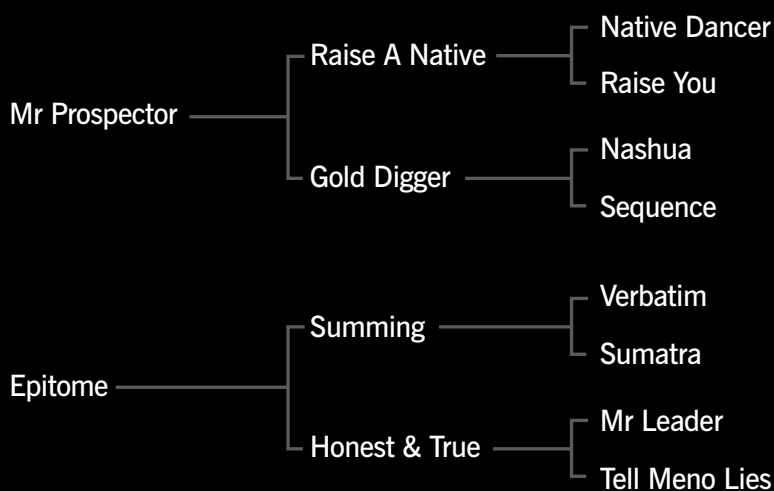 Native Dancer
Raise A Native
Raise You
Mr Prospector
Nashua
Gold Digger
Sequence
Verbatim
Summing
Sumatra
Epitome
Mr Leader
Honest & True
Tell Meno Lies